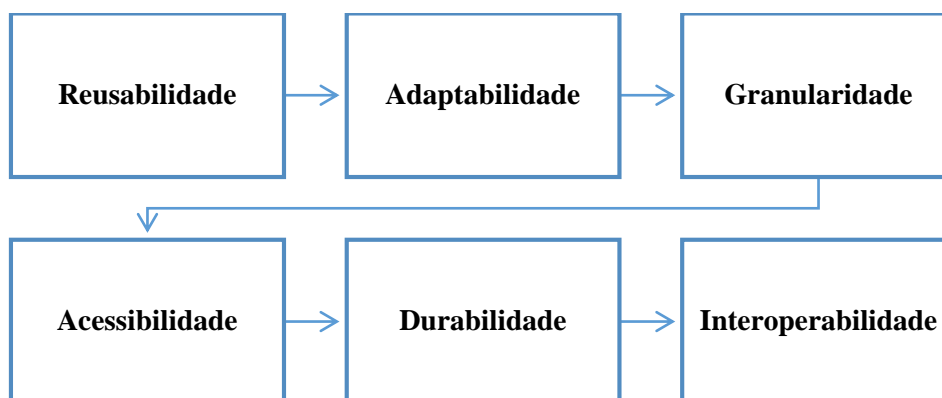 Reusabilidade
Adaptabilidade
Granularidade
Acessibilidade
Durabilidade
Interoperabilidade